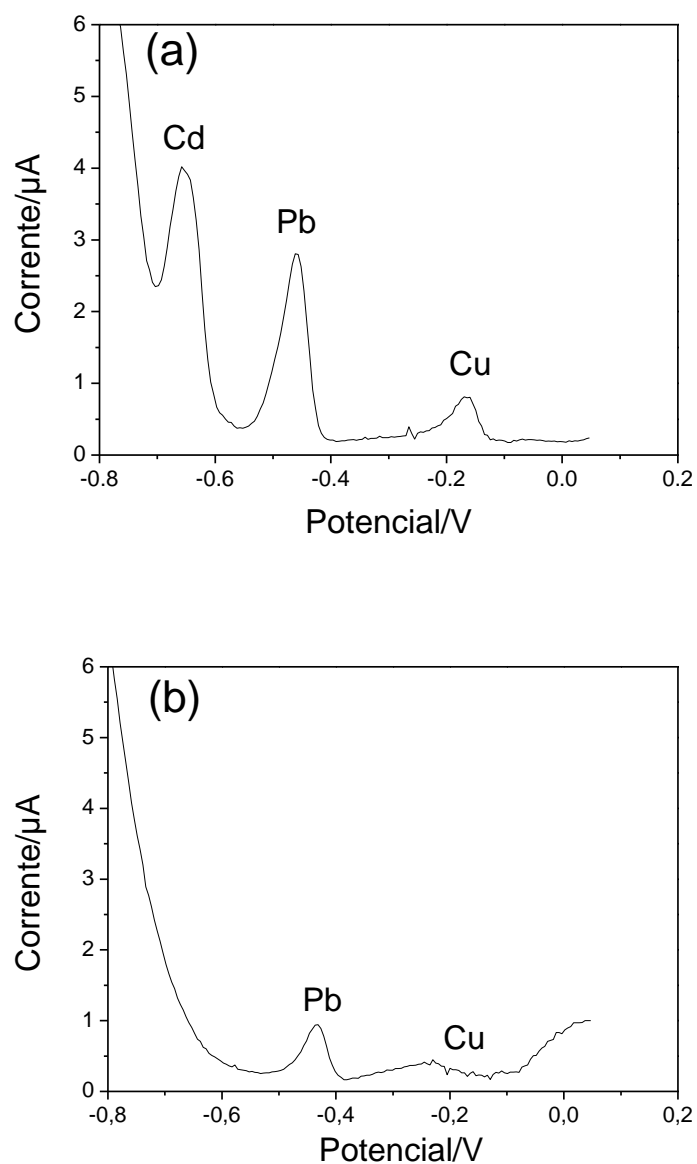 6
(a)
5
Cd
4
Pb
3
Corrente/µA
2
Cu
1
0
-0.8 -0.6 -0.4 -0.2 0.0 0.2
Potencial/V
6
(b)
5
4
Corrente/µA
3
2
Pb
1
Cu
0
-0,8 -0,6 -0,4 -0,2 0,0 0,2
Potencial/V